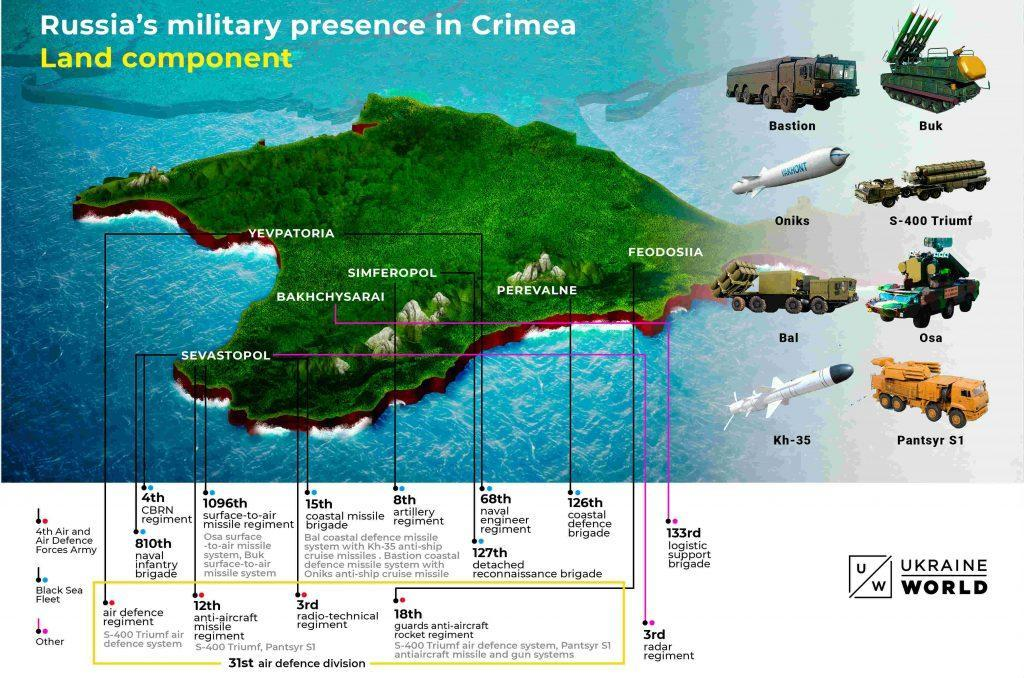 Russia's military presence in Crimea
Land component
Bastion
Buk
YAKHONT
Oniks
S-400 Triumf
Bal
Osa
Kh-35
Pantsyr S1
YEVPATORIA
SIMFEROPOL
BAKHCHYSARAI
PEREVALNE
FEODOSIIA
SEVASTOPOL
4th Air and
Air Defence
Forces Army
Black Sea
Fleet
Other
4th
CBRN
regiment
810th
naval
infantry
brigade
1096th
surface-to-air
missile regiment
Osa surface
-to-air missile
system, Buk
surface-to-air
missile system
15th
coastal missile
brigade
Bal coastal defence missile
system with Kh-35 anti-ship
cruise missiles . Bastion coastal
defence missile system with
Oniks anti-ship cruise missile
8th
artillery
regiment
68th
naval
engineer
regiment
127th
detached
reconnaissance brigade
126th
coastal
defence
brigade
133rd
logistic
support
brigade
air defence
regiment
S-400 Triumf air
defence system
12th
anti-aircraft
missile
regiment
S-400 Triumf, Pantsyr S1
3rd
radio-technical
regiment
18th
guards anti-aircraft
rocket regiment
S-400 Triumf air defence system, Pantsyr S1
antiaircraft missile and gun systems
31st air defence division
3rd
radar
regiment
U
W
UKRAINE
WORLD